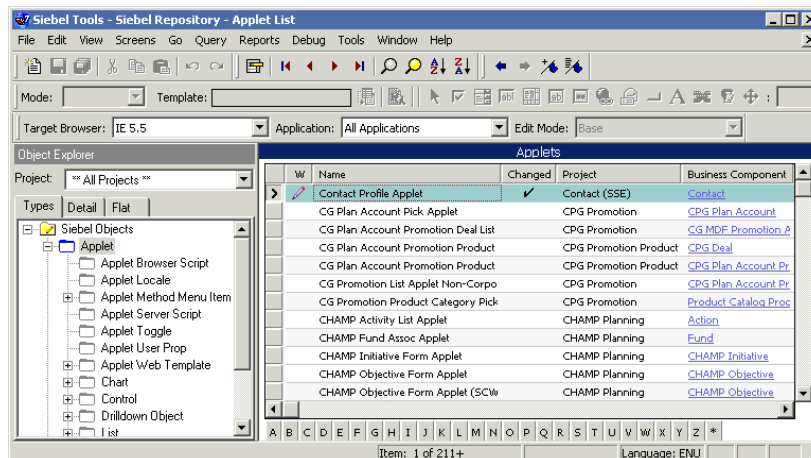 Siebel Tools - Siebel Repository - Applet List
File Edit View Screens Go Query Reports Debug Tools Window Help
Mode: Template:
Target Browser: IE 5.5 Application: All Applications Edit Mode: Base
Object Explorer
Project: ** All Projects **
Types Detail Flat
Siebel Objects
Applet
Applet Browser Script
Applet Locale
Applet Method Menu Item
Applet Server Script
Applet Toggle
Applet User Prop
Applet Web Template
Chart
Control
Drilldown Object
List
Applets
W Name Changed Project Business Component
Contact Profile Applet Contact (SSE) Contact
CG Plan Account Pick Applet CPG Promotion CPG Plan Account
CG Plan Account Promotion Deal List CPG Promotion CG MDF Promotion A
CG Plan Account Promotion Product CPG Promotion Product CPG Deal
CG Plan Account Promotion Product CPG Promotion Product CPG Plan Account Pr
CG Promotion List Applet Non-Corpo CPG Promotion CPG Plan Account Pr
CG Promotion Product Category Pick CPG Promotion Product Catalog Proc
CHAMP Activity List Applet CHAMP Planning Action
CHAMP Fund Assoc Applet CHAMP Planning Fund
CHAMP Initiative Form Applet CHAMP Planning CHAMP Initiative
CHAMP Objective Form Applet CHAMP Planning CHAMP Objective
CHAMP Objective Form Applet (SCW CHAMP Planning CHAMP Objective
A B C D E F G H I J K L M N O P Q R S T U V W X Y Z *
Item: 1 of 211+ Language: ENU